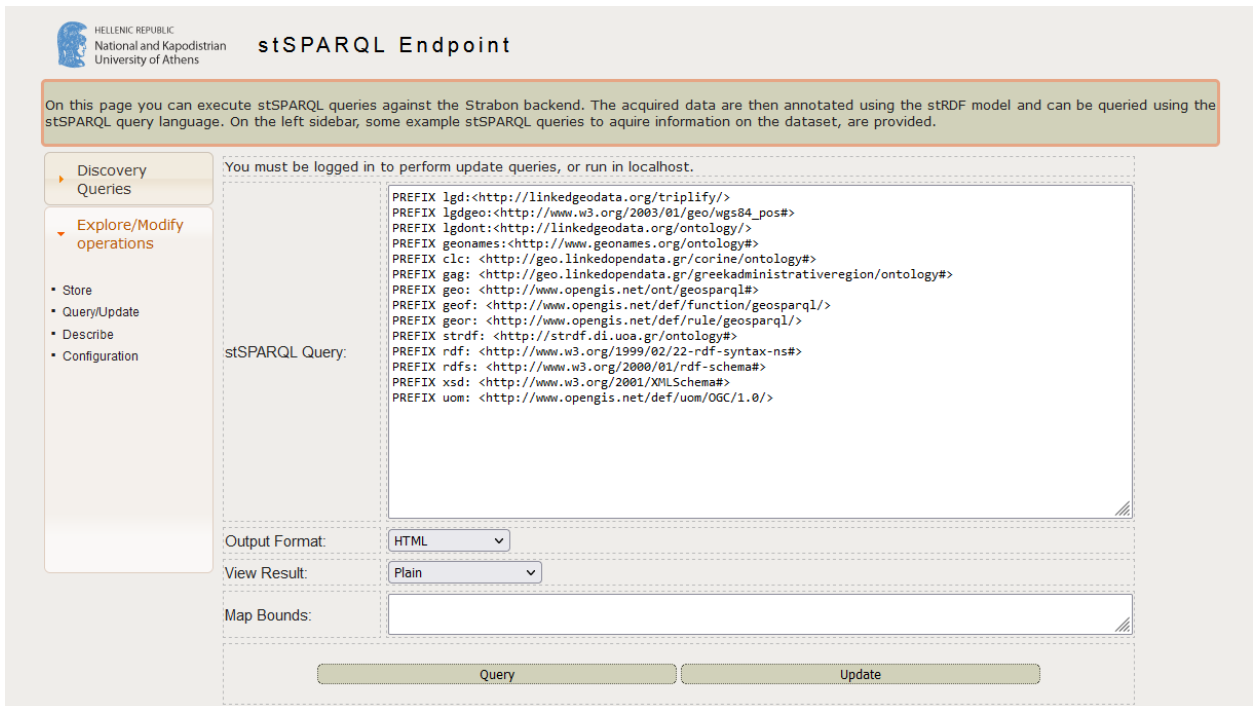 HELLENIC REPUBLIC
National and Kapodistrian
University of Athens
stSPARQL Endpoint
On this page you can execute stSPARQL queries against the Strabon backend. The acquired data are then annotated using the stRDF model and can be queried using the
stSPARQL query language. On the left sidebar, some example stSPARQL queries to aquire information on the dataset, are provided.
Discovery
Queries
Explore/Modify
operations
Store
Query/Update
Describe
Configuration
You must be logged in to perform update queries, or run in localhost.
stSPARQL Query:
PREFIX lgd:<http://linkedgeodata.org/triplify/>
PREFIX lgdgeo:<http://www.w3.org/2003/01/geo/wgs84_pos#>
PREFIX lgdont:<http://linkedgeodata.org/ontology/>
PREFIX geonames:<http://www.geonames.org/ontology#>
PREFIX clc: <http://geo.linkedopendata.gr/corine/ontology#>
PREFIX gag: <http://geo.linkedopendata.gr/greekadministrativeregion/ontology#>
PREFIX geo: <http://www.opengis.net/ont/geosparql#>
PREFIX geof: <http://www.opengis.net/def/function/geosparql/>
PREFIX geor: <http://www.opengis.net/def/rule/geosparql/>
PREFIX strdf: <http://strdf.di.uoa.gr/ontology#>
PREFIX rdf: <http://www.w3.org/1999/02/22-rdf-syntax-ns#>
PREFIX rdfs: <http://www.w3.org/2000/01/rdf-schema#>
PREFIX xsd: <http://www.w3.org/2001/XMLSchema#>
PREFIX uom: <http://www.opengis.net/def/uom/OGC/1.0/>
Output Format:
HTML
View Result:
Plain
Map Bounds:
Query
Update